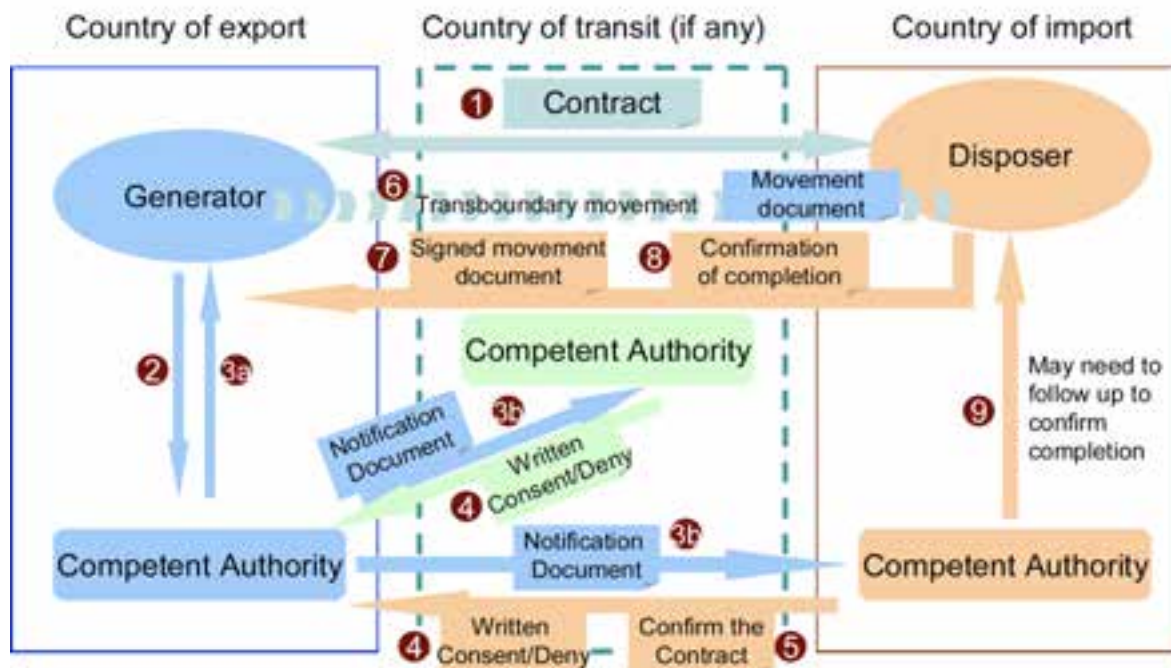 Country of export
Country of transit (if any)
Country of import
1
Contract
Generator
Disposer
6
Transboundary movement
Movement
document
7
Signed movement
document
8
Confirmation
of completion
2
3a
Competent Authority
3b
Notification
Document
4
Written
Consent/Deny
9
May need to
follow up to
confirm
completion
Competent Authority
Notification
Document
3b
Competent Authority
4
Written
Consent/Deny
Confirm the
Contract
5